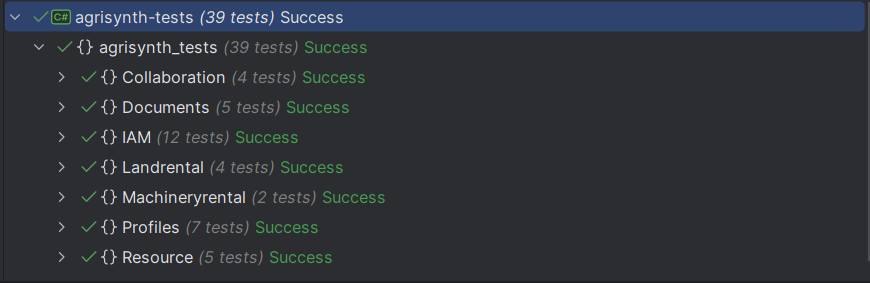 C# agrisynth-tests (39 tests) Success
{} agrisynth_tests (39 tests) Success
{} Collaboration (4 tests) Success
{} Documents (5 tests) Success
{} IAM (12 tests) Success
{} Landrental (4 tests) Success
{} Machineryrental (2 tests) Success
{} Profiles (7 tests) Success
{} Resource (5 tests) Success